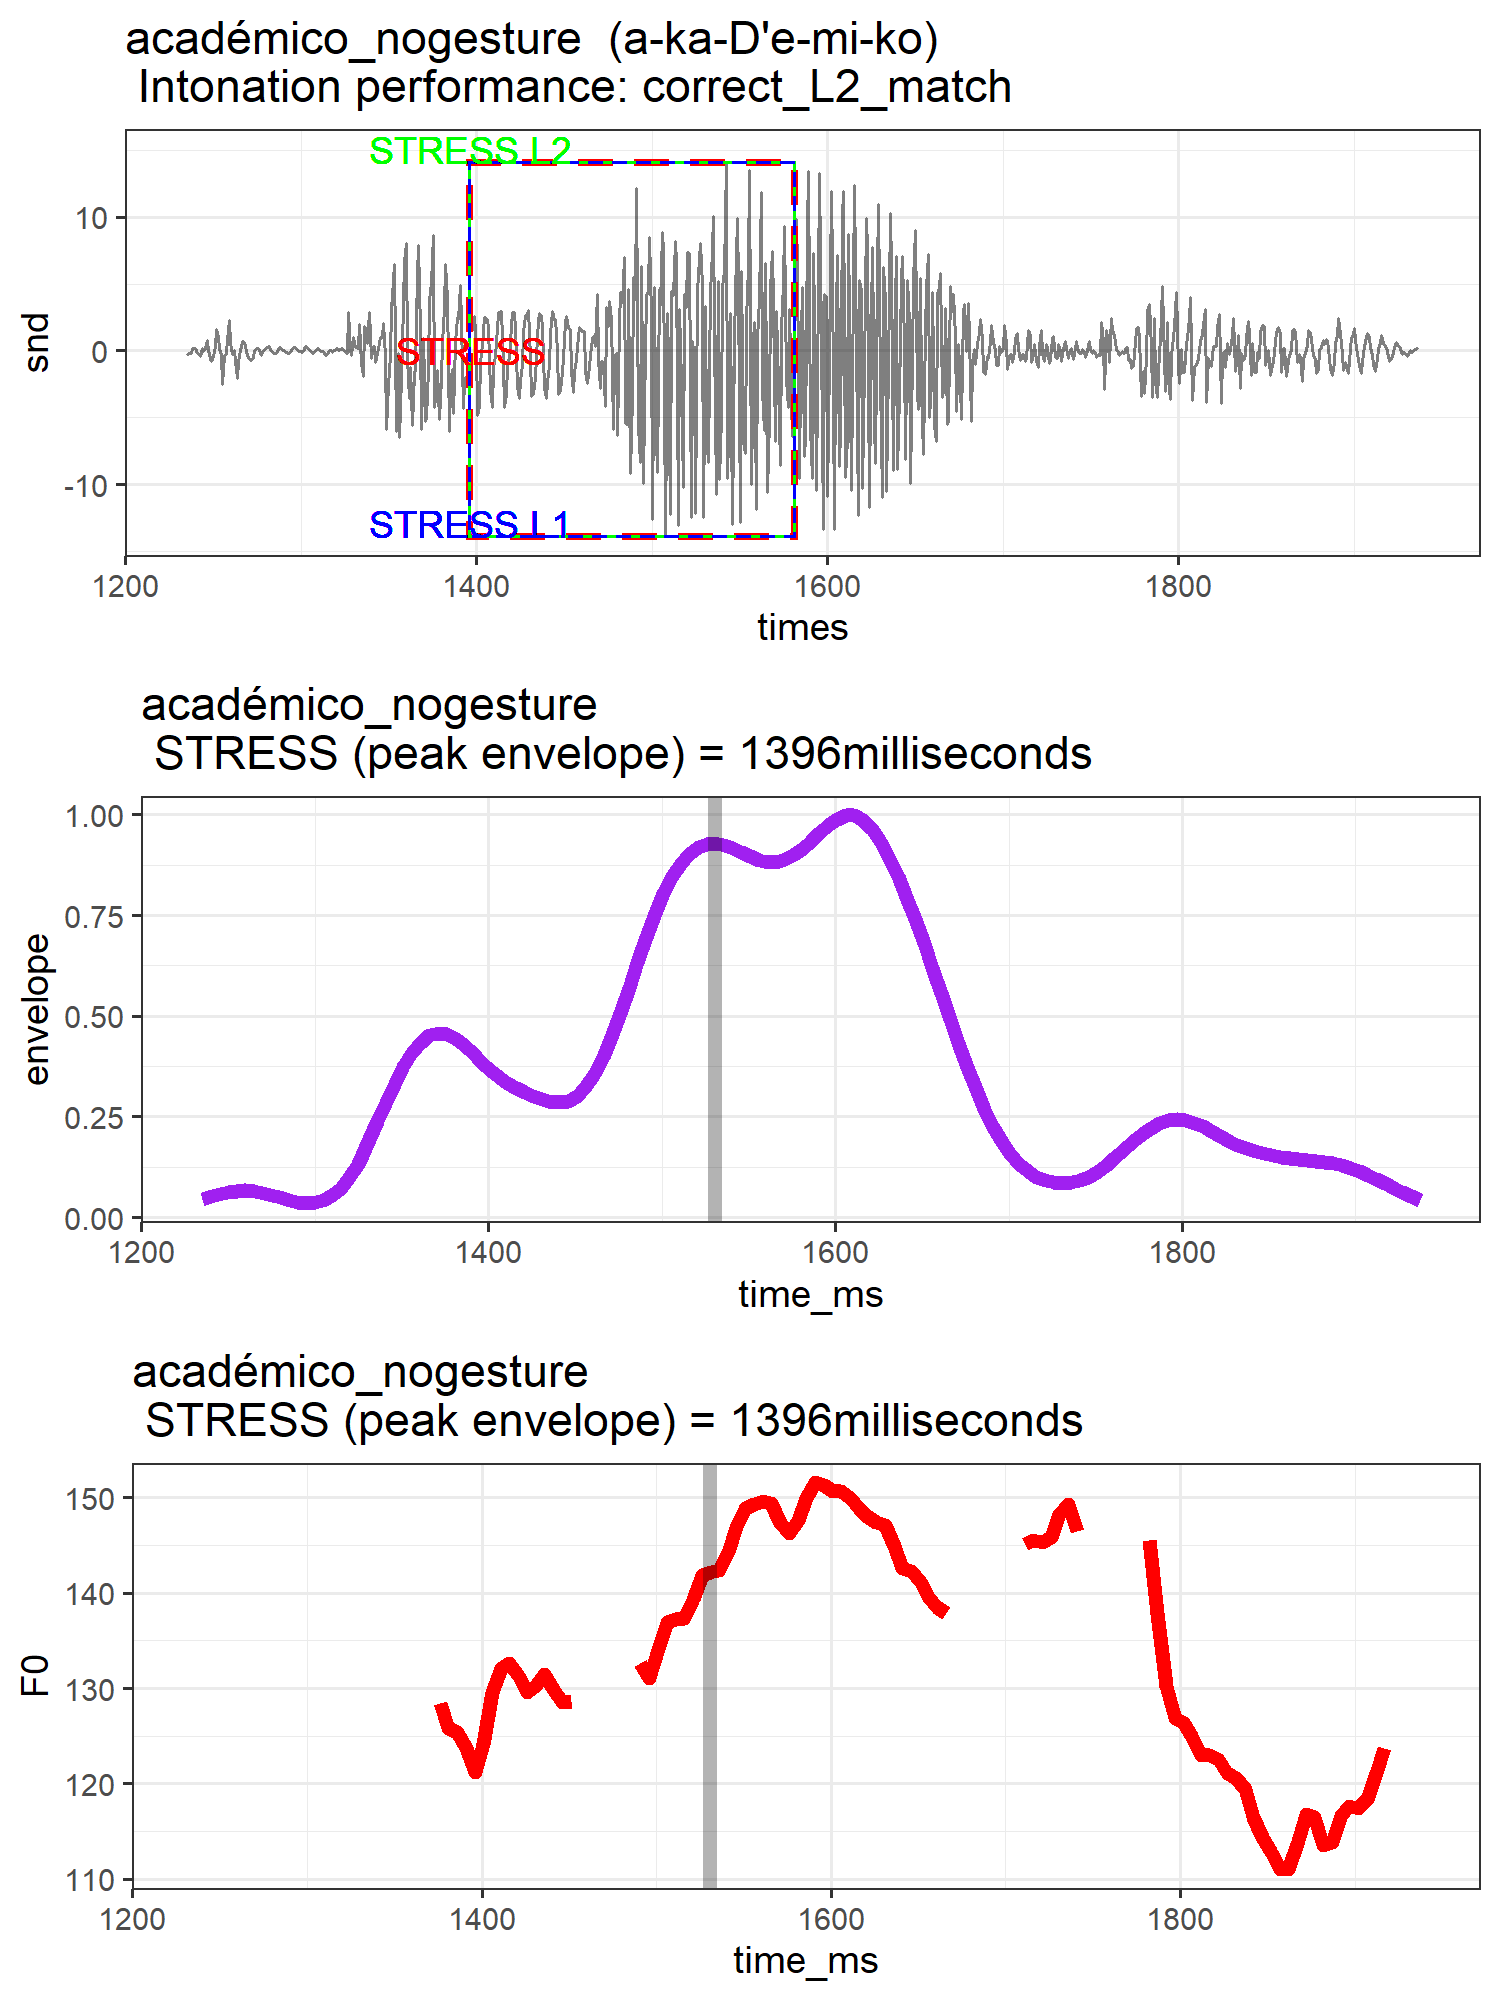 académico_nogesture  (a-ka-D'e-mi-ko)
Intonation performance: correct_L2_match
STRESS L2
10
snd
0
STRESS
-10
STRESS L1
1200 1400 1600 1800
times
académico_nogesture
STRESS (peak envelope) = 1396milliseconds
1.00
0.75
envelope
0.50
0.25
0.00
1200 1400 1600 1800
time_ms
académico_nogesture
STRESS (peak envelope) = 1396milliseconds
150
140
F0
130
120
110
1200 1400 1600 1800
time_ms